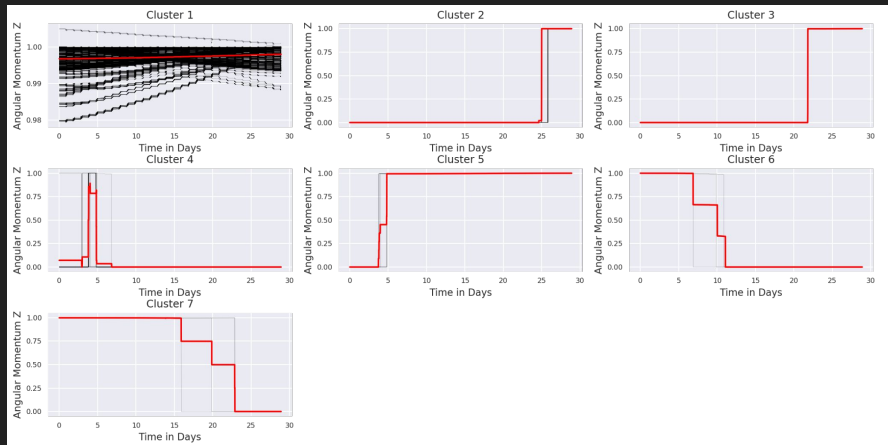 Cluster 1
Cluster 2
Cluster 3
Angular Momentum Z
1.00
0.99
0.98
0 5 10 15 20 25 30
Time in Days
Angular Momentum Z
1.00
0.75
0.50
0.25
0.00
0 5 10 15 20 25 30
Time in Days
Angular Momentum Z
1.00
0.75
0.50
0.25
0.00
0 5 10 15 20 25 30
Time in Days
Cluster 4
Cluster 5
Cluster 6
Angular Momentum Z
1.00
0.75
0.50
0.25
0.00
0 5 10 15 20 25 30
Time in Days
Angular Momentum Z
1.00
0.75
0.50
0.25
0.00
0 5 10 15 20 25 30
Time in Days
Angular Momentum Z
1.00
0.75
0.50
0.25
0.00
0 5 10 15 20 25 30
Time in Days
Cluster 7
Angular Momentum Z
1.00
0.75
0.50
0.25
0.00
0 5 10 15 20 25 30
Time in Days